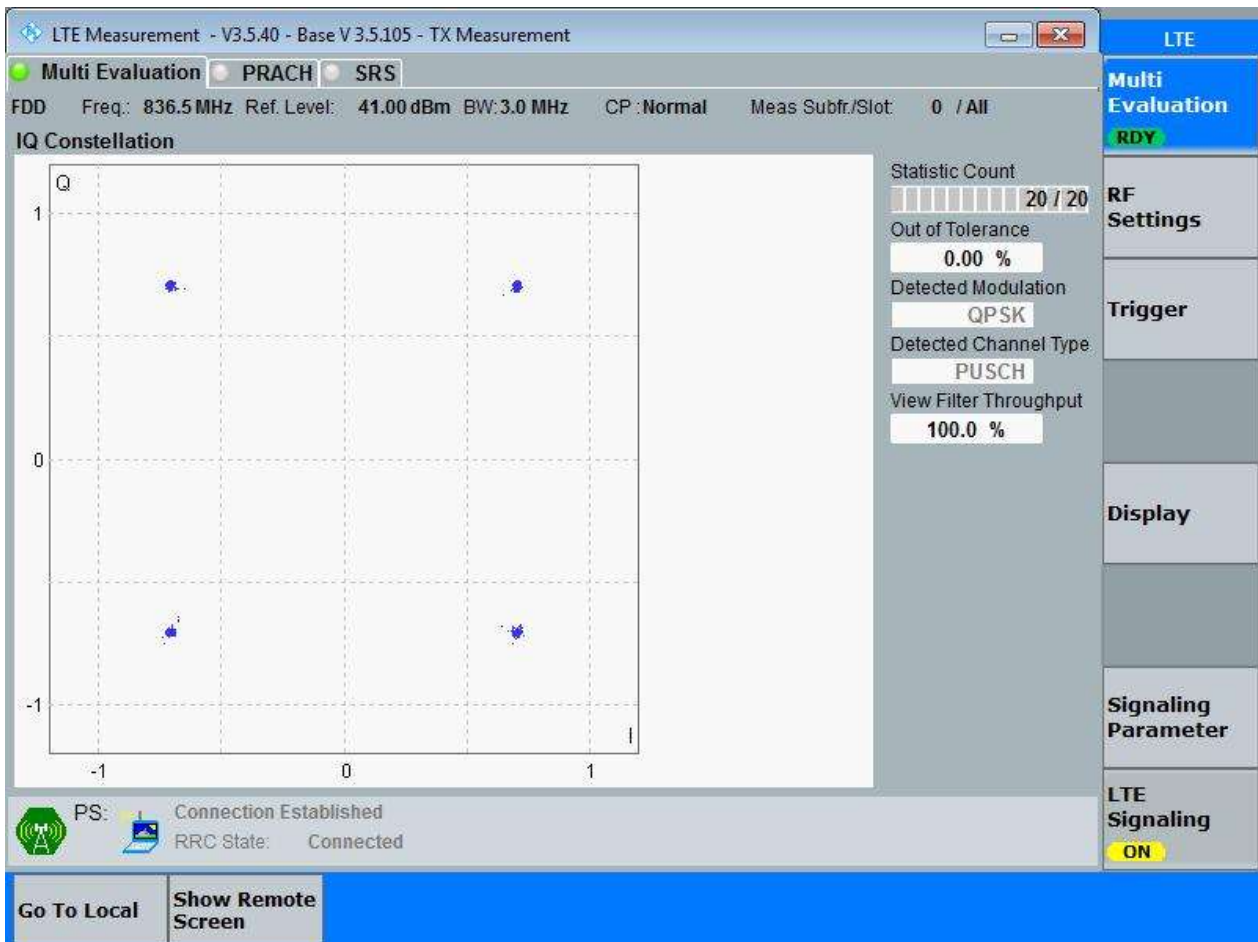 LTE Measurement - V3.5.40 - Base V 3.5.105 - TX Measurement
Multi Evaluation PRACH SRS
FDD Freq.: 836.5 MHz Ref. Level: 41.00 dBm BW: 3.0 MHz CP : Normal Meas Subfr./Slot: 0 / All
IQ Constellation
Q
1
0
-1
I
-1 0 1
Statistic Count
20 / 20
Out of Tolerance
0.00 %
Detected Modulation
QPSK
Detected Channel Type
PUSCH
View Filter Throughput
100.0 %
PS: Connection Established
RRC State: Connected
LTE
Multi
Evaluation
RDY
RF
Settings
Trigger
Display
Signaling
Parameter
LTE
Signaling
ON
Go To Local
Show Remote
Screen